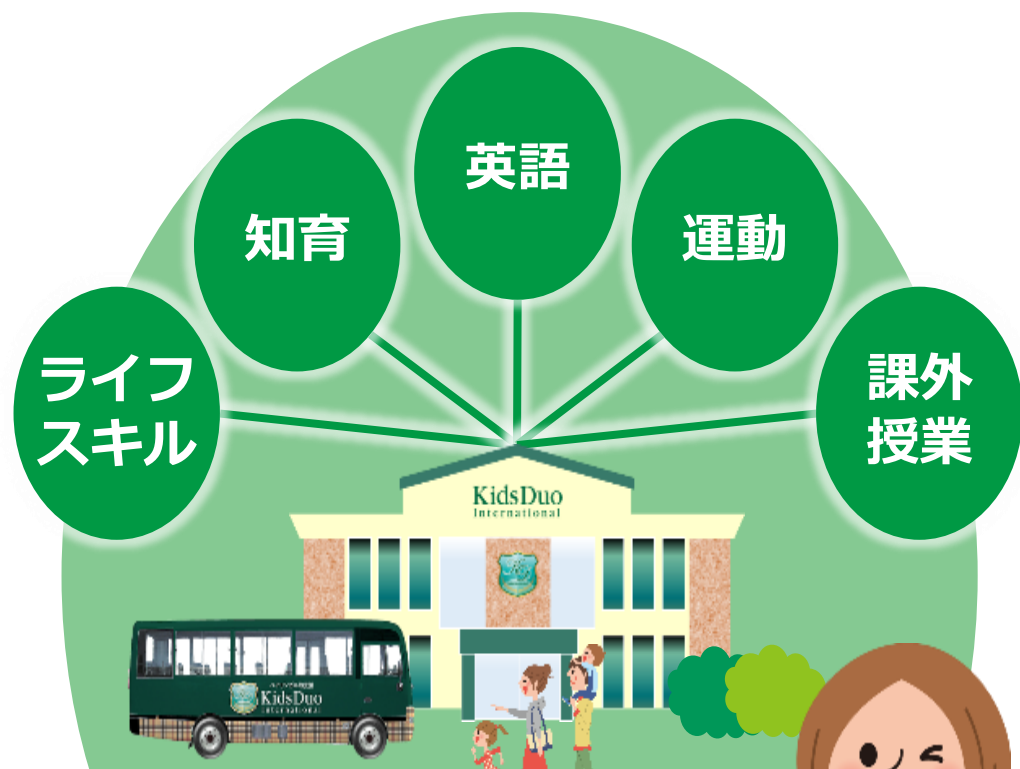 英語
知育
運動
ライフ
スキル
課外
授業
KidsDuo
International
KidsDuo
International